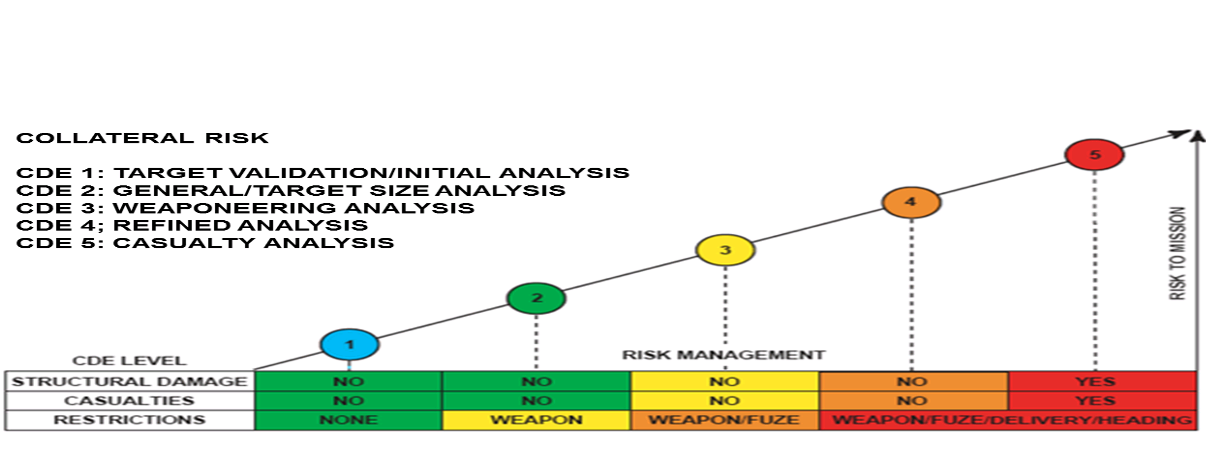 COLLATERAL RISK
CDE 1: TARGET VALIDATION/INITIAL ANALYSIS
CDE 2: GENERAL/TARGET SIZE ANALYSIS
CDE 3: WEAPONEERING ANALYSIS
CDE 4; REFINED ANALYSIS
CDE 5: CASUALTY ANALYSIS
1
2
3
4
5
RISK TO MISSION
CDE LEVEL
RISK MANAGEMENT
STRUCTURAL DAMAGE NO NO NO NO YES
CASUALTIES NO NO NO NO YES
RESTRICTIONS NONE WEAPON WEAPON/FUZE WEAPON/FUZE/DELIVERY/HEADING